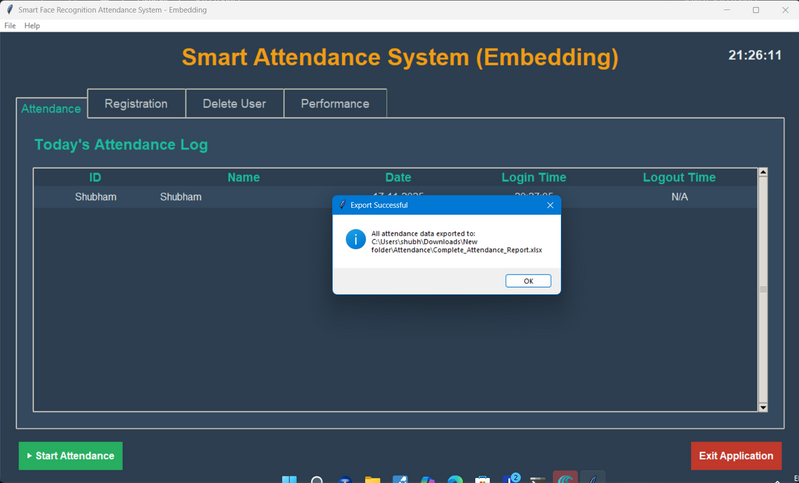 Smart Face Recognition Attendance System - Embedding
File Help
Smart Attendance System (Embedding)
21:26:11
Attendance
Registration
Delete User
Performance
Today's Attendance Log
ID Name Date Login Time Logout Time
Shubham Shubham N/A
Export Successful
All attendance data exported to:
C:\Users\shubh\Downloads\New
folder\Attendance\Complete_Attendance_Report.xlsx
OK
Start Attendance
Exit Application
2